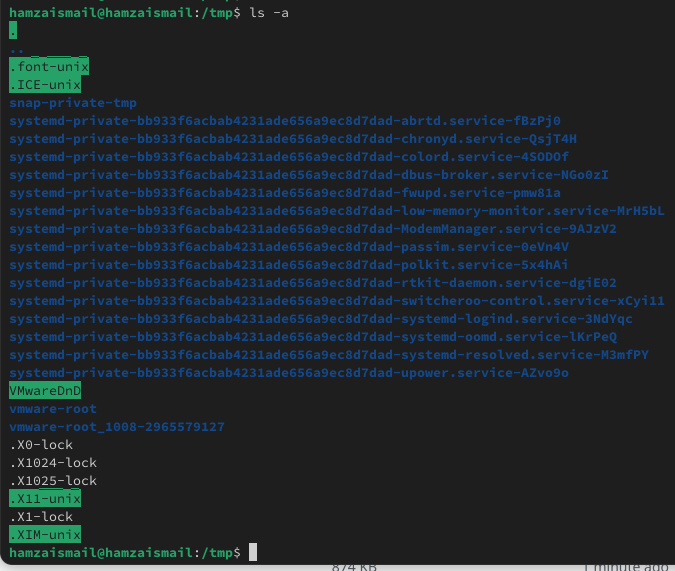 hamzaismail@hamzaismail:/tmp$ ls -a
.
..
.font-unix
.ICE-unix
snap-private-tmp
systemd-private-bb933f6acbab4231ade656a9ec8d7dad-abrtd.service-fBzPj0
systemd-private-bb933f6acbab4231ade656a9ec8d7dad-chronyd.service-QsjT4H
systemd-private-bb933f6acbab4231ade656a9ec8d7dad-colord.service-4SODOf
systemd-private-bb933f6acbab4231ade656a9ec8d7dad-dbus-broker.service-NGo0zI
systemd-private-bb933f6acbab4231ade656a9ec8d7dad-fwupd.service-pmw81a
systemd-private-bb933f6acbab4231ade656a9ec8d7dad-low-memory-monitor.service-MrH5bL
systemd-private-bb933f6acbab4231ade656a9ec8d7dad-ModemManager.service-9AJzV2
systemd-private-bb933f6acbab4231ade656a9ec8d7dad-passim.service-0eVn4V
systemd-private-bb933f6acbab4231ade656a9ec8d7dad-polkit.service-5x4hAi
systemd-private-bb933f6acbab4231ade656a9ec8d7dad-rtkit-daemon.service-dgiE02
systemd-private-bb933f6acbab4231ade656a9ec8d7dad-switcheroo-control.service-xCyi11
systemd-private-bb933f6acbab4231ade656a9ec8d7dad-systemd-logind.service-3NdYqc
systemd-private-bb933f6acbab4231ade656a9ec8d7dad-systemd-oomd.service-lKrPeQ
systemd-private-bb933f6acbab4231ade656a9ec8d7dad-systemd-resolved.service-M3mfPY
systemd-private-bb933f6acbab4231ade656a9ec8d7dad-upower.service-AZvo9o
VMwareDnD
vmware-root
vmware-root_1008-2965579127
.X0-lock
.X1024-lock
.X1025-lock
.X11-unix
.X1-lock
.XIM-unix
hamzaismail@hamzaismail:/tmp$
874 KB 1 minute ago